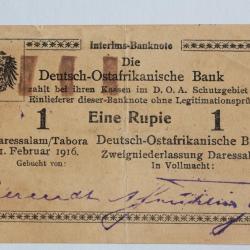 Interims-Banknote
Die
Deutsch-Ostafrikanische Bank
zahlt bei ihren Kassen im D. O. A. Schutzgebiet
Einlieferer dieser Banknote ohne Legitimationsprü
1 Eine Rupie 1
aressalam/Tabora Deutsch-Ostafrikanische B
1. Februar 1916. Zweigniederlassung Daressal
Gebucht von: In Vollmacht: